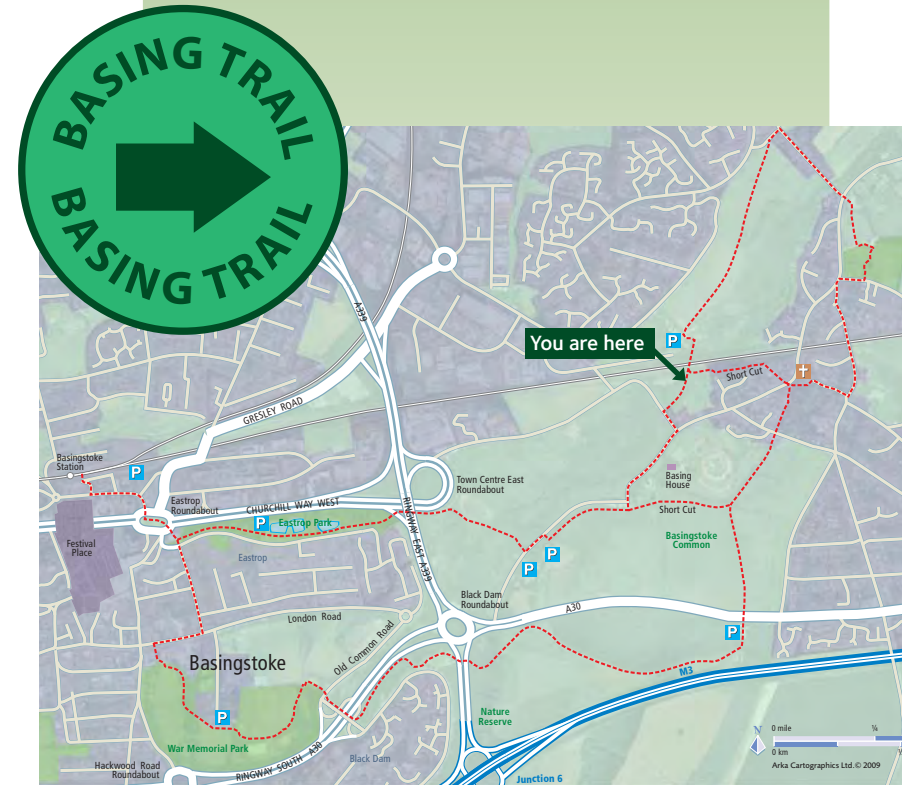 BASING TRAIL
BASING TRAIL
A339
You are here
P
Short Cut
GRESLEY ROAD
Basingstoke
Station
P
Eastrop
Roundabout
CHURCHILL WAY WEST
Town Centre East
Roundabout
Basing
House
Short Cut
P
Eastrop Park
RINGWAY EAST A339
Festival
Place
Eastrop
Basingstoke
Common
P
P
Black Dam
Roundabout
A30
London Road
Old Common Road
P
Basingstoke
M3
P
Nature
Reserve
War Memorial Park
Black Dam
Hackwood Road
Roundabout
RINGWAY SOUTH A30
Junction 6
N
0 mile
¼
0 km
Arka Cartographics Ltd. © 2009